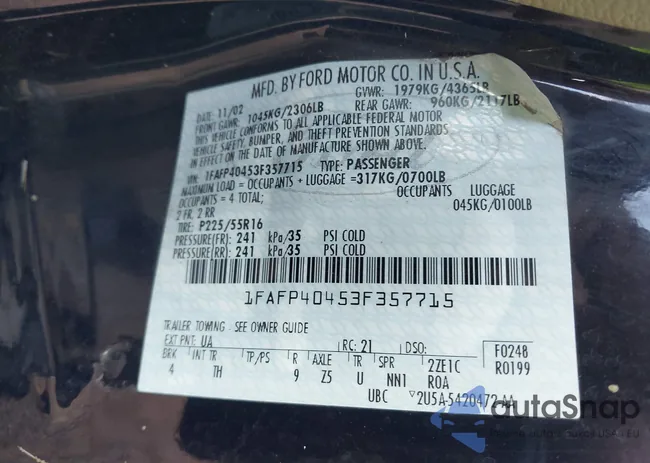 MFD. BY FORD MOTOR CO. IN U.S.A.
DATE: 11/02 GVWR: 1979KG/4365LB
FRONT GAWR: 1045KG/2306LB REAR GAWR: 960KG/2117LB
THIS VEHICLE CONFORMS TO ALL APPLICABLE FEDERAL MOTOR
VEHICLE SAFETY, BUMPER, AND THEFT PREVENTION STANDARDS
IN EFFECT ON THE DATE OF MANUFACTURE SHOWN ABOVE.
VIN: 1FAFP40453F357715 TYPE: PASSENGER
MAXIMUM LOAD = OCCUPANTS + LUGGAGE =317KG/0700LB
OCCUPANTS = 4 TOTAL; OCCUPANTS LUGGAGE
2 FR, 2 RR 045KG/0100LB
TIRE: P225/55R16
PRESSURE(FR): 241 kPa/35 PSI COLD
PRESSURE(RR): 241 kPa/35 PSI COLD
1FAFP40453F357715
TRAILER TOWING - SEE OWNER GUIDE
EXT PNT: UA RC: 21 DSO: F0248
BRK INT TR TP/PS R AXLE TR SPR 2ZE1C R0199
4 TH 9 Z5 U NN1 ROA
UBC ▽2U5A-5420472-AA
autoSnap